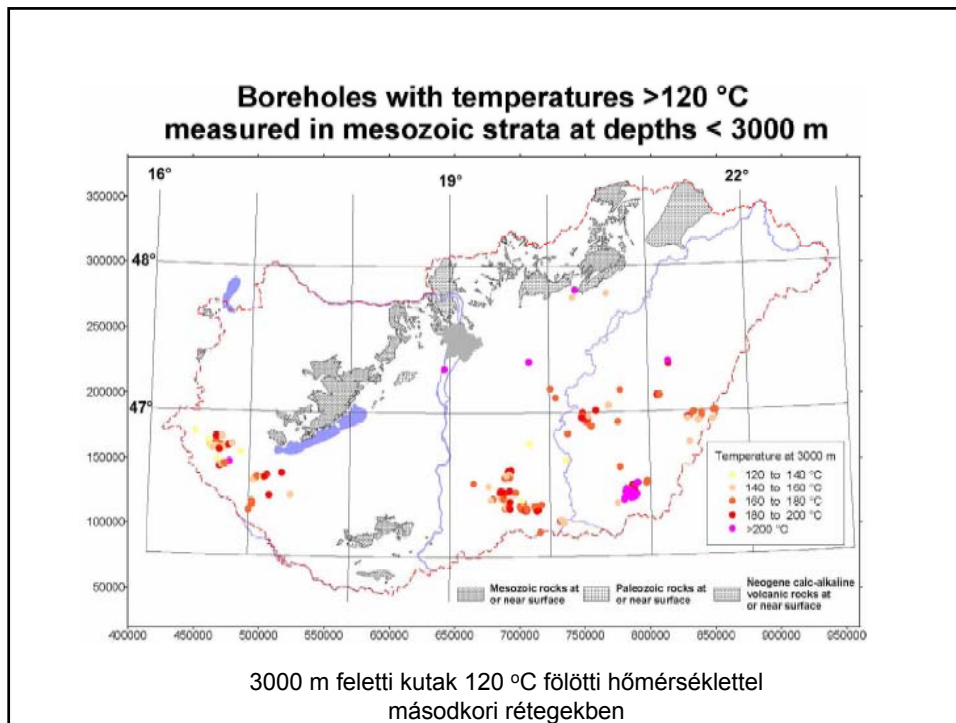 Boreholes with temperatures >120 °C
measured in mesozoic strata at depths < 3000 m
16°
19°
22°
350000
300000
48°
250000
200000
47°
150000
100000
50000
Temperature at 3000 m
120 to 140 °C
140 to 160 °C
160 to 180 °C
180 to 200 °C
>200 °C
Mesozoic rocks at
or near surface
Paleozoic rocks at
or near surface
Neogene calc-alkaline
volcanic rocks at
or near surface
400000 450000 500000 550000 600000 650000 700000 750000 800000 850000 900000 950000
3000 m feletti kutak 120 °C fölötti hőmérséklettel
másodkori rétegekben